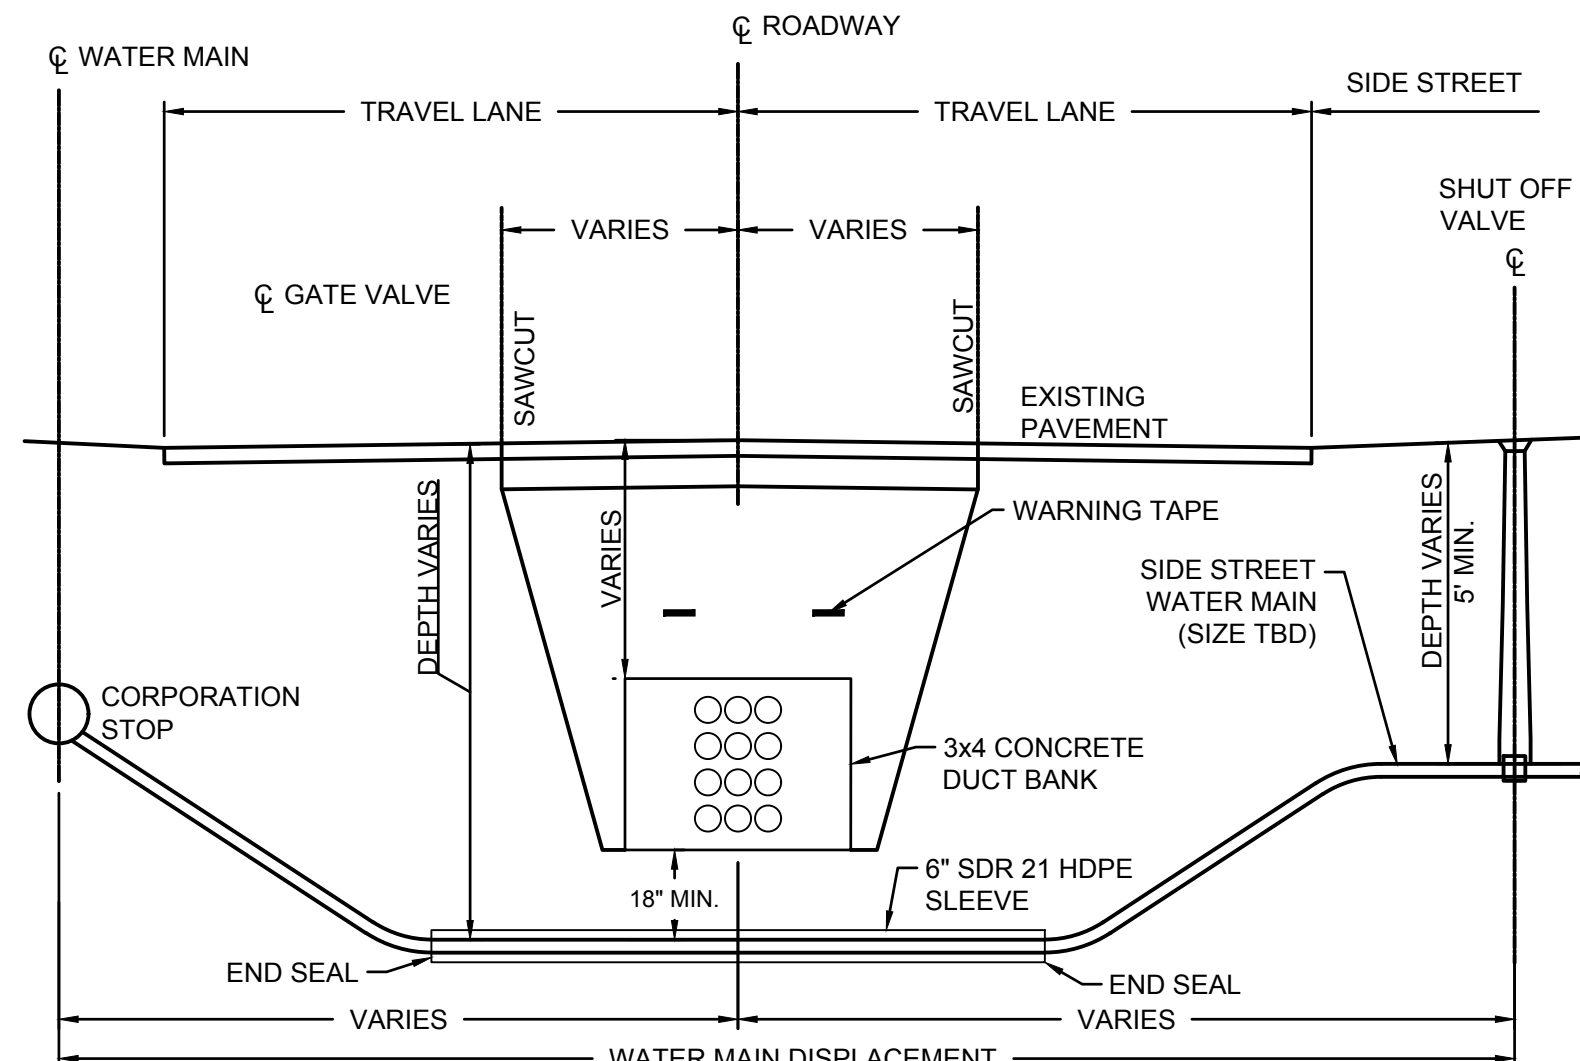 ℄ ROADWAY
℄ WATER MAIN
SIDE STREET
TRAVEL LANE
TRAVEL LANE
SHUT OFF
VALVE
℄
VARIES
VARIES
℄ GATE VALVE
SAWCUT
SAWCUT
EXISTING
PAVEMENT
DEPTH VARIES
VARIES
WARNING TAPE
DEPTH VARIES
5' MIN.
SIDE STREET
WATER MAIN
(SIZE TBD)
CORPORATION
STOP
3x4 CONCRETE
DUCT BANK
18" MIN.
6" SDR 21 HDPE
SLEEVE
END SEAL
END SEAL
VARIES
VARIES
WATER MAIN DISPLACEMENT